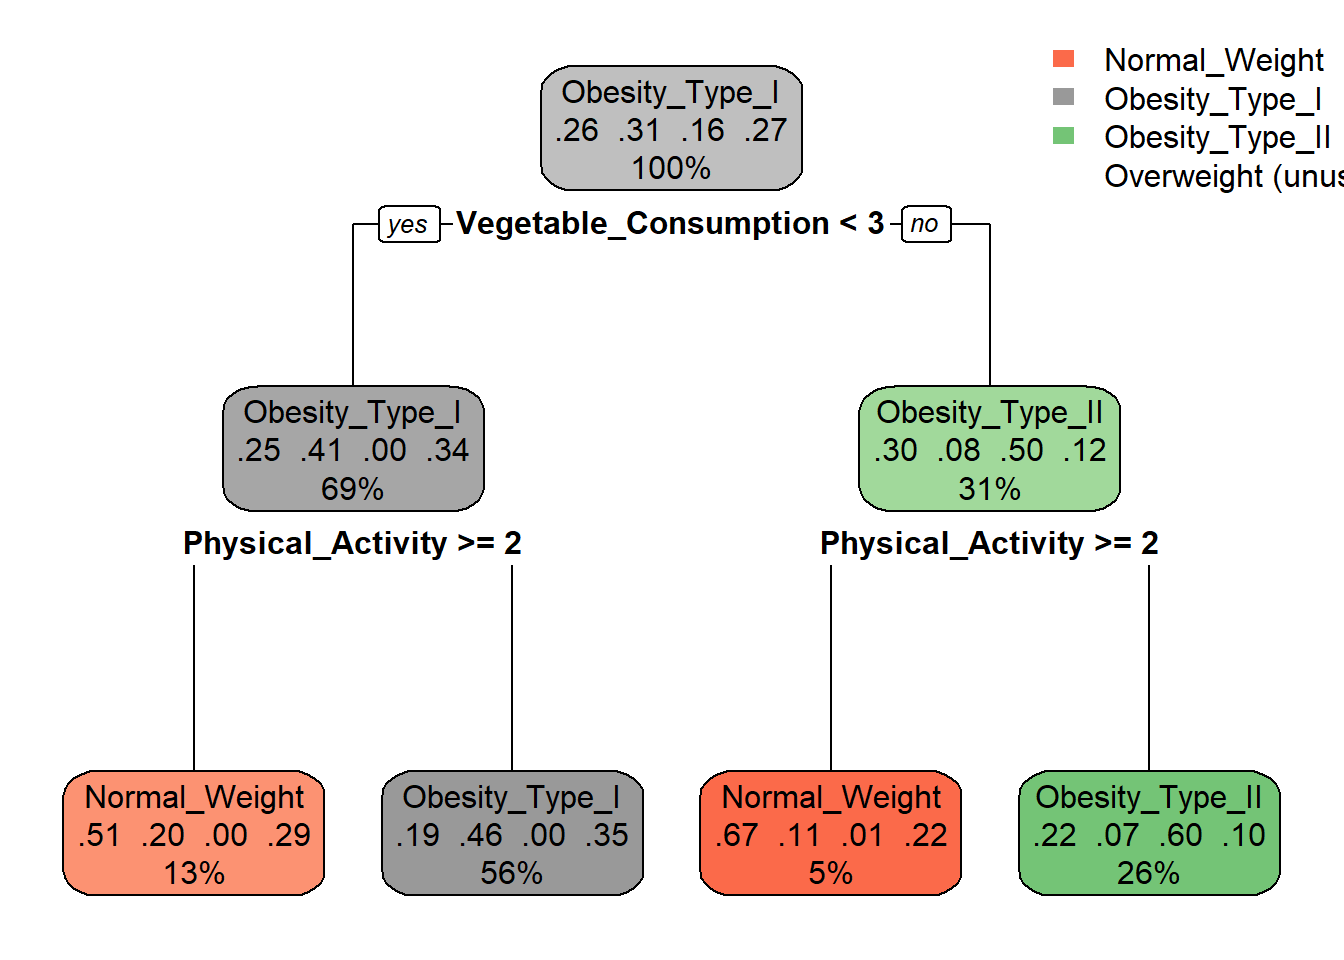 Normal_Weight
Obesity_Type_I
Obesity_Type_II
Overweight (unus
Obesity_Type_I
.26 .31 .16 .27
100%
yes Vegetable_Consumption < 3 no
Obesity_Type_I
.25 .41 .00 .34
69%
Obesity_Type_II
.30 .08 .50 .12
31%
Physical_Activity >= 2
Physical_Activity >= 2
Normal_Weight
.51 .20 .00 .29
13%
Obesity_Type_I
.19 .46 .00 .35
56%
Normal_Weight
.67 .11 .01 .22
5%
Obesity_Type_II
.22 .07 .60 .10
26%